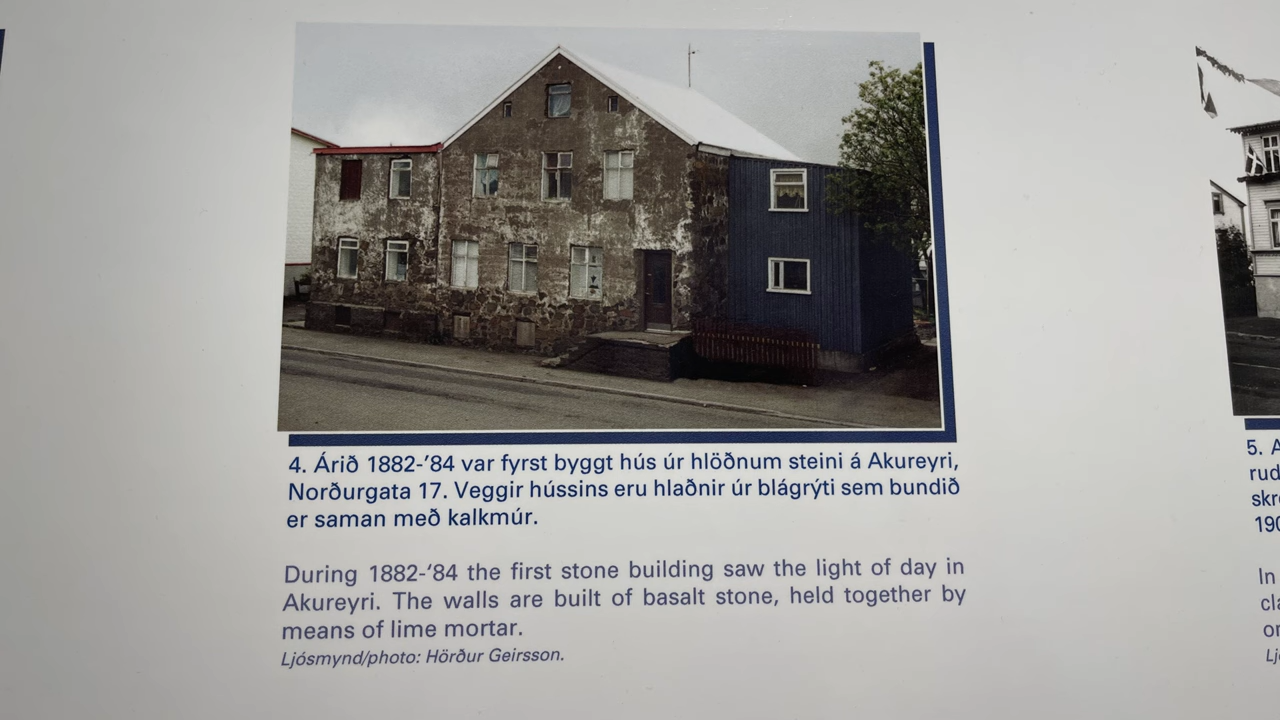 4. Árið 1882-’84 var fyrst byggt hús úr hlöðnum steini á Akureyri,
Norðurgata 17. Veggir hússins eru hlaðnir úr blágrýti sem bundið
er saman með kalkmúr.
During 1882-‘84 the first stone building saw the light of day in
Akureyri. The walls are built of basalt stone, held together by
means of lime mortar.
Ljósmynd/photo: Hörður Geirsson.
5.
In